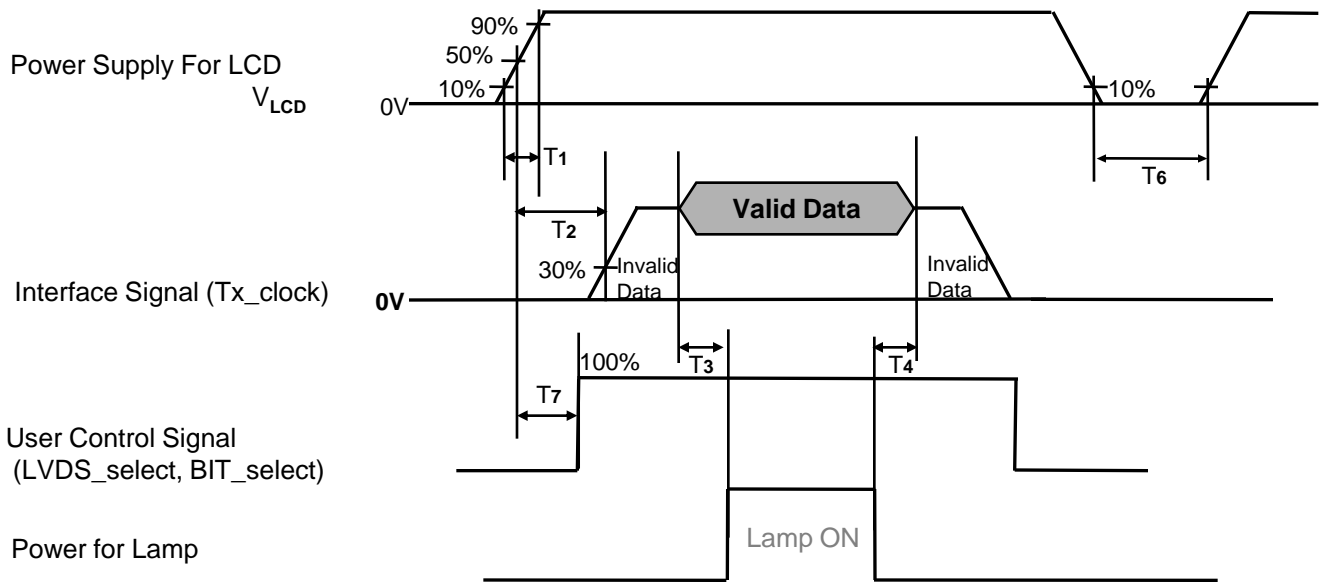 90%
50%
10%
Power Supply For LCD
VLCD
0V
10%
T1
T6
Valid Data
T2
30%
Invalid
Data
Invalid
Data
Interface Signal (Tx_clock)
0V
100%
T3
T4
T7
User Control Signal
(LVDS_select, BIT_select)
Lamp ON
Power for Lamp